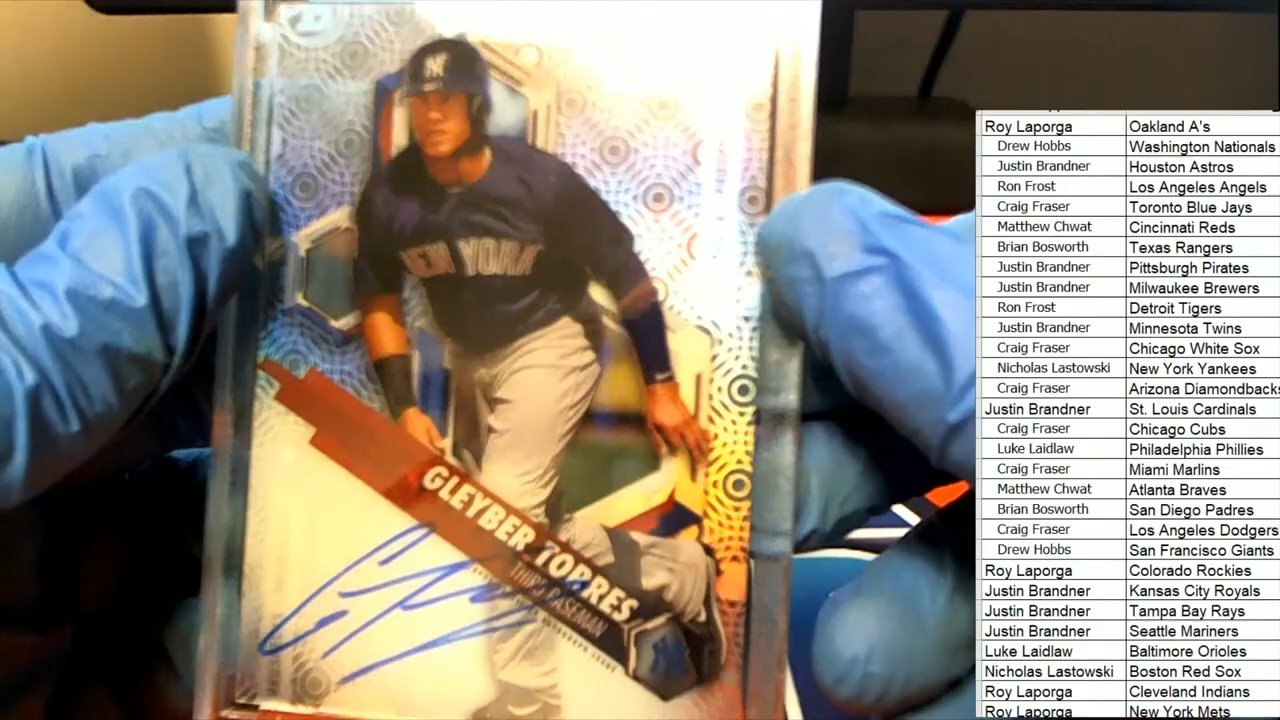 NY
NEW YORK
GLEYBER TORRES
THIRD BASEMAN
Roy Laporga Oakland A's
Drew Hobbs Washington Nationals
Justin Brandner Houston Astros
Ron Frost Los Angeles Angels
Craig Fraser Toronto Blue Jays
Matthew Chwat Cincinnati Reds
Brian Bosworth Texas Rangers
Justin Brandner Pittsburgh Pirates
Justin Brandner Milwaukee Brewers
Ron Frost Detroit Tigers
Justin Brandner Minnesota Twins
Craig Fraser Chicago White Sox
Nicholas Lastowski New York Yankees
Craig Fraser Arizona Diamondbacks
Justin Brandner St. Louis Cardinals
Craig Fraser Chicago Cubs
Luke Laidlaw Philadelphia Phillies
Craig Fraser Miami Marlins
Matthew Chwat Atlanta Braves
Brian Bosworth San Diego Padres
Craig Fraser Los Angeles Dodgers
Drew Hobbs San Francisco Giants
Roy Laporga Colorado Rockies
Justin Brandner Kansas City Royals
Justin Brandner Tampa Bay Rays
Justin Brandner Seattle Mariners
Luke Laidlaw Baltimore Orioles
Nicholas Lastowski Boston Red Sox
Roy Laporga Cleveland Indians
Roy Laporga New York Mets